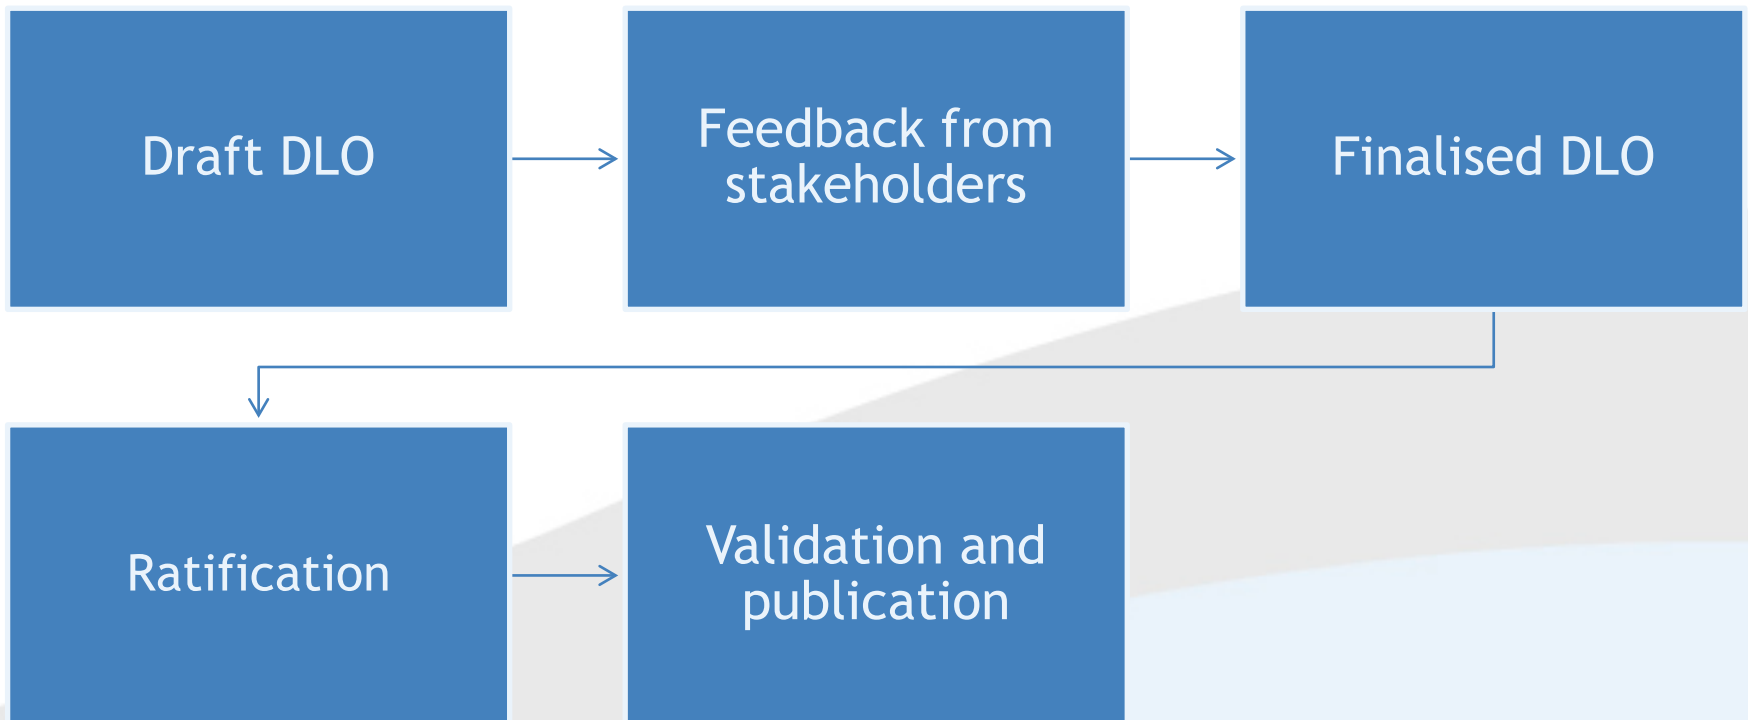 Draft DLO
Feedback from
stakeholders
Finalised DLO
Ratification
Validation and
publication